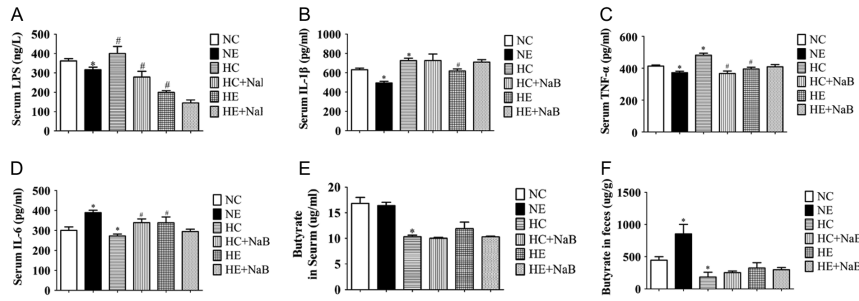 A
Serum LPS (ng/L)
500
400
300
200
100
0
*
#
#
#
NC
NE
HC
HC+Nal
HE
HE+Nal
B
Serum IL-1β (pg/ml)
1000
800
600
400
200
0
*
*
#
NC
NE
HC
HC+NaB
HE
HE+NaB
C
Serum TNF-α (pg/ml)
600
400
200
0
*
*
#
#
NC
NE
HC
HC+NaB
HE
HE+NaB
D
Serum IL-6 (pg/ml)
500
400
300
200
100
0
*
*
#
#
NC
NE
HC
HC+NaB
HE
HE+NaB
E
Butyrate
in Seurm (ug/ml)
20
15
10
5
0
*
NC
NE
HC
HC+NaB
HE
HE+NaB
F
Butyrate in feces (ug/g)
1500
1000
500
0
*
*
NC
NE
HC
HC+NaB
HE
HE+NaB